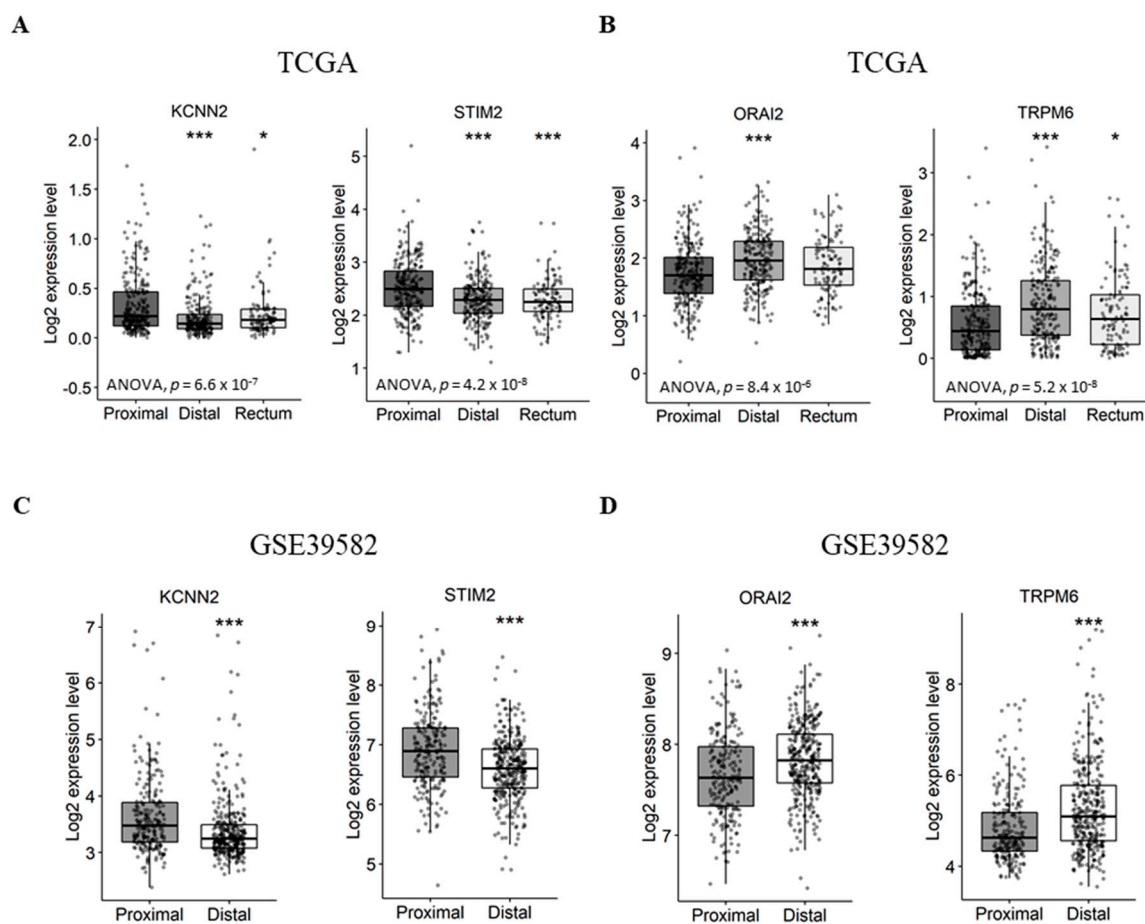 A
TCGA
KCNN2
*** *
Log2 expression level
2.0
1.5
1.0
0.5
0.0
-0.5
ANOVA, p = 6.6 x 10-7
Proximal Distal Rectum
STIM2
*** ***
Log2 expression level
5
4
3
2
1
ANOVA, p = 4.2 x 10-8
Proximal Distal Rectum
B
TCGA
ORAI2
***
Log2 expression level
4
3
2
1
0
ANOVA, p = 8.4 x 10-6
Proximal Distal Rectum
TRPM6
*** *
Log2 expression level
3
2
1
0
ANOVA, p = 5.2 x 10-8
Proximal Distal Rectum
C
GSE39582
KCNN2
***
Log2 expression level
7
6
5
4
3
Proximal Distal
STIM2
***
Log2 expression level
9
8
7
6
5
Proximal Distal
D
GSE39582
ORAI2
***
Log2 expression level
9
8
7
Proximal Distal
TRPM6
***
Log2 expression level
8
6
4
Proximal Distal